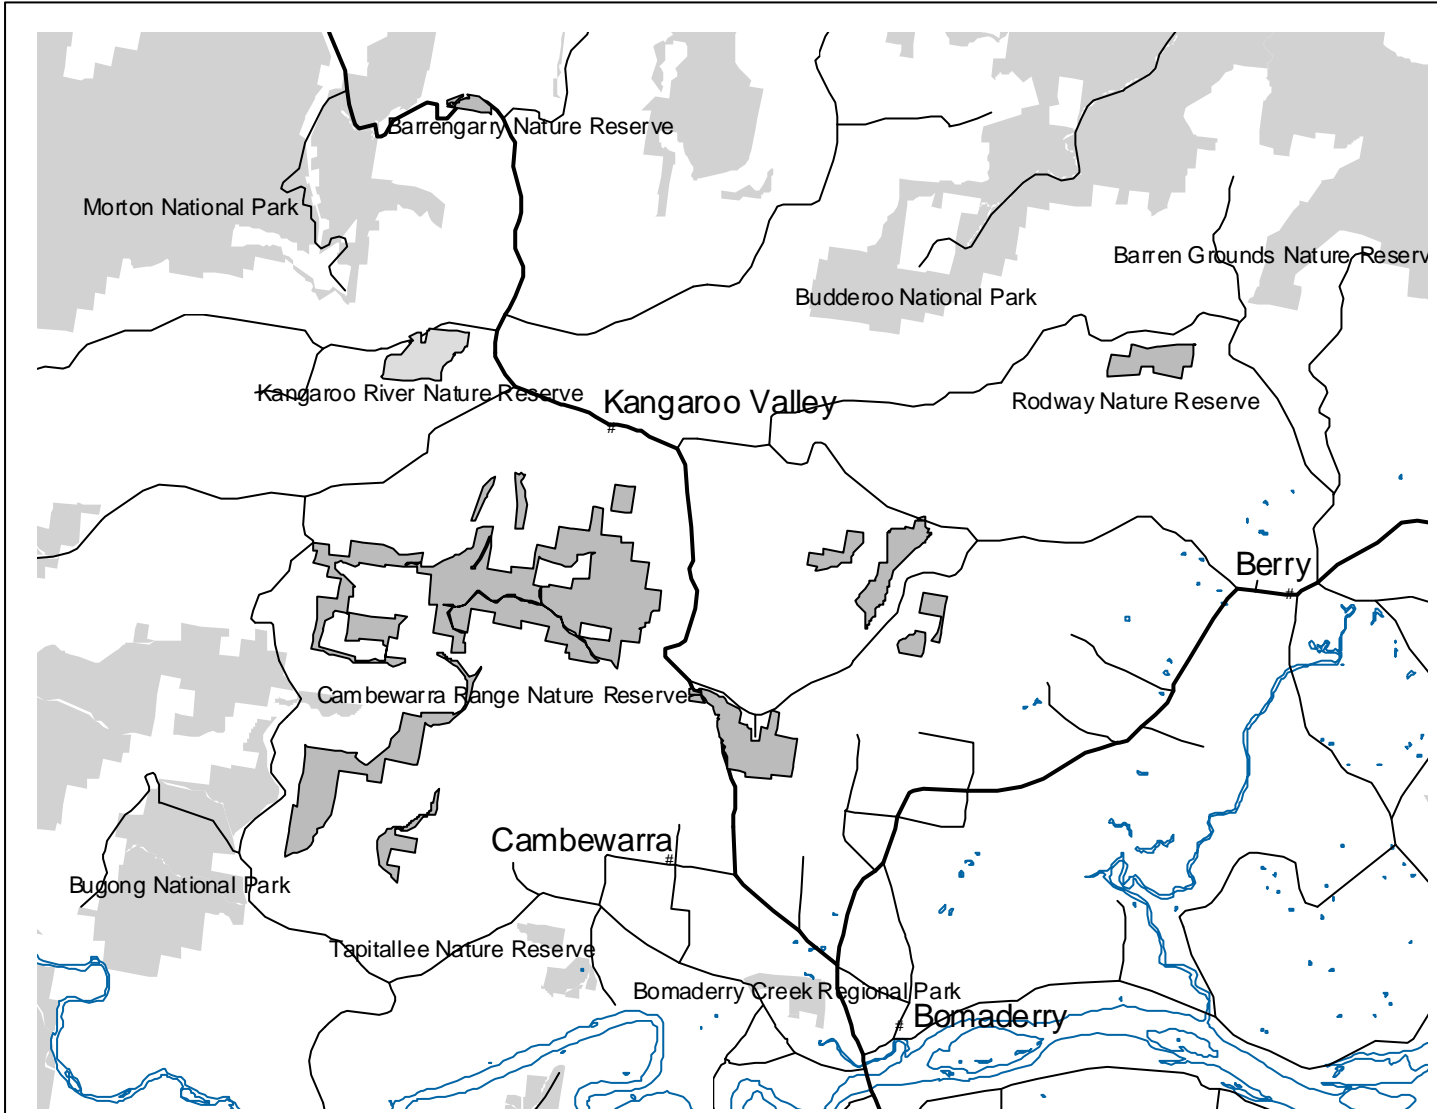 Barrengarry Nature Reserve
Morton National Park
Barren Grounds Nature Reserv
Budderoo National Park
Kangaroo River Nature Reserve
Kangaroo Valley
#
Rodway Nature Reserve
Berry
#
Cambewarra Range Nature Reserve
Cambewarra
#
Bugong National Park
Tapitallee Nature Reserve
Bomaderry Creek Regional Park
# Bomaderry